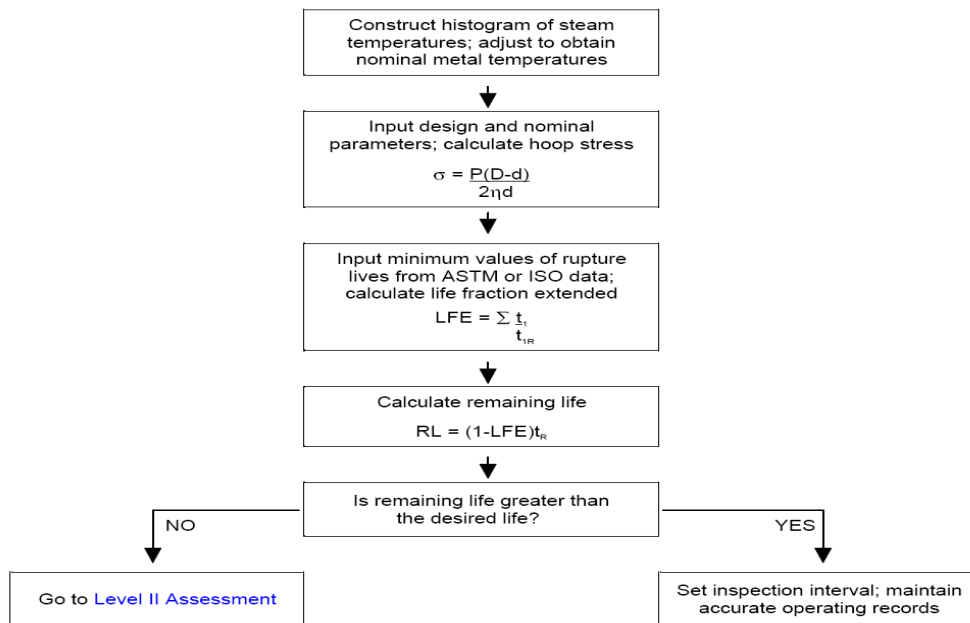 Construct histogram of steam
temperatures; adjust to obtain
nominal metal temperatures
Input design and nominal
parameters; calculate hoop stress
σ = P(D-d)
2ηd
Input minimum values of rupture
lives from ASTM or ISO data;
calculate life fraction extended
LFE = Σ t₁
t₁R
Calculate remaining life
RL = (1-LFE)tR
Is remaining life greater than
the desired life?
NO
YES
Go to Level II Assessment
Set inspection interval; maintain
accurate operating records